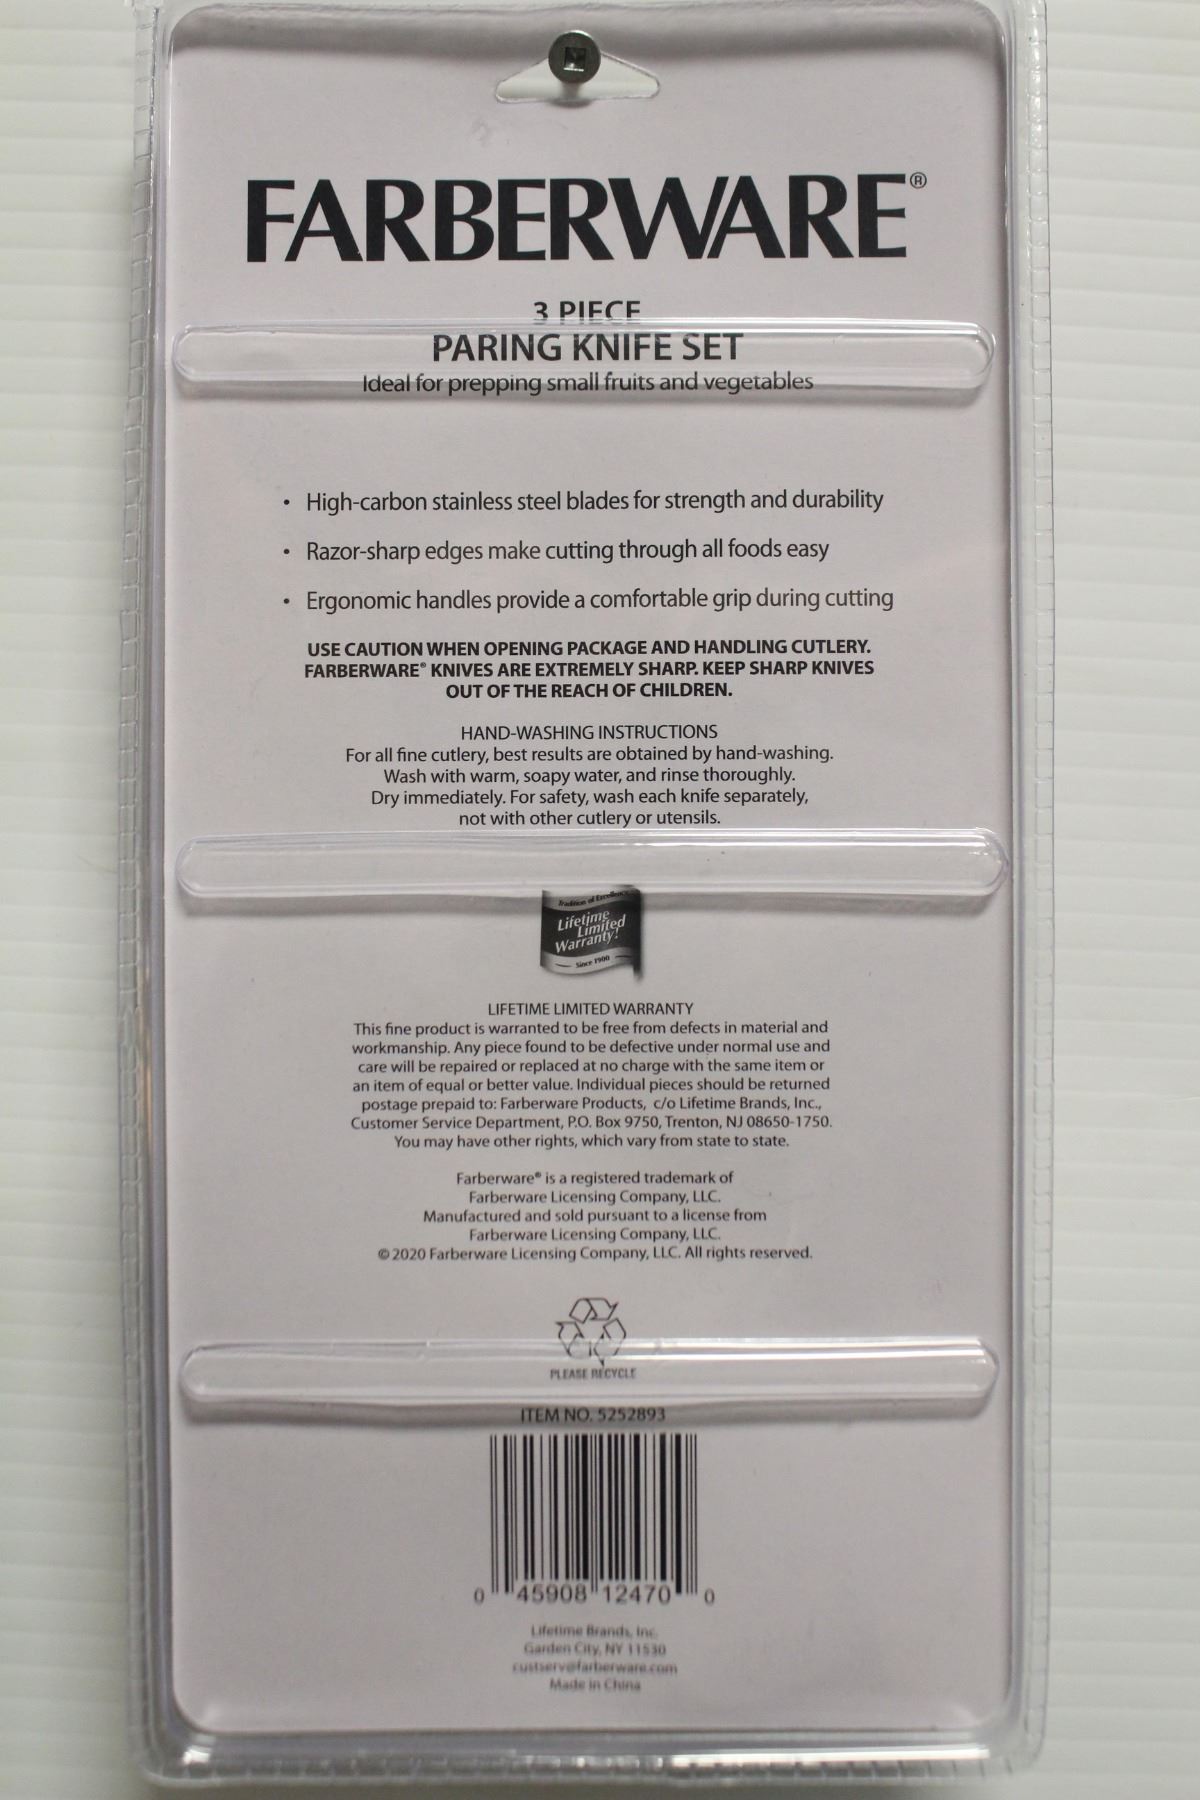 FARBERWARE®
3 PIECE
PARING KNIFE SET
Ideal for prepping small fruits and vegetables
• High-carbon stainless steel blades for strength and durability
• Razor-sharp edges make cutting through all foods easy
• Ergonomic handles provide a comfortable grip during cutting
USE CAUTION WHEN OPENING PACKAGE AND HANDLING CUTLERY.
FARBERWARE® KNIVES ARE EXTREMELY SHARP. KEEP SHARP KNIVES
OUT OF THE REACH OF CHILDREN.
HAND-WASHING INSTRUCTIONS
For all fine cutlery, best results are obtained by hand-washing.
Wash with warm, soapy water, and rinse thoroughly.
Dry immediately. For safety, wash each knife separately,
not with other cutlery or utensils.
Tradition of Excellence
Lifetime
Limited
Warranty!
Since 1900
LIFETIME LIMITED WARRANTY
This fine product is warranted to be free from defects in material and
workmanship. Any piece found to be defective under normal use and
care will be repaired or replaced at no charge with the same item or
an item of equal or better value. Individual pieces should be returned
postage prepaid to: Farberware Products, c/o Lifetime Brands, Inc.,
Customer Service Department, P.O. Box 9750, Trenton, NJ 08650-1750.
You may have other rights, which vary from state to state.
Farberware® is a registered trademark of
Farberware Licensing Company, LLC.
Manufactured and sold pursuant to a license from
Farberware Licensing Company, LLC.
© 2020 Farberware Licensing Company, LLC. All rights reserved.
PLEASE RECYCLE
ITEM NO. 5252893
0 45908 12470 0
Lifetime Brands, Inc.
Garden City, NY 11530
custserv@farberware.com
Made in China